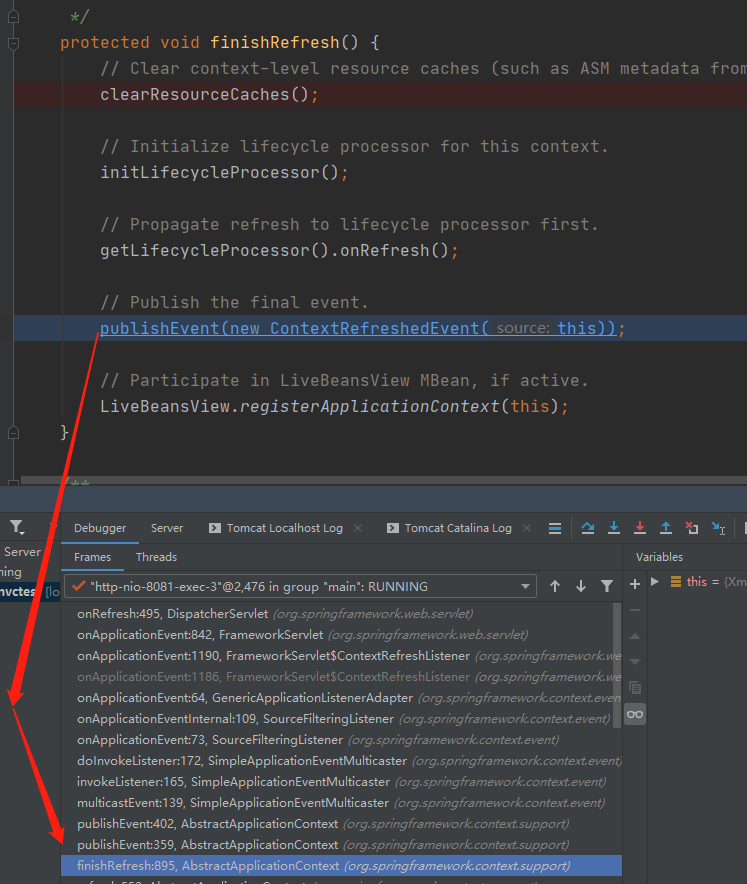 */
protected void finishRefresh() {
// Clear context-level resource caches (such as ASM metadata from
clearResourceCaches();
// Initialize lifecycle processor for this context.
initLifecycleProcessor();
// Propagate refresh to lifecycle processor first.
getLifecycleProcessor().onRefresh();
// Publish the final event.
publishEvent(new ContextRefreshedEvent( source: this));
// Participate in LiveBeansView MBean, if active.
LiveBeansView.registerApplicationContext(this);
}
/**
Debugger Server Tomcat Localhost Log Tomcat Catalina Log
Server
Frames Threads Variables
ning
"http-nio-8081-exec-3"@2,476 in group "main": RUNNING this = {Xm
nvctes [lo
onRefresh:495, DispatcherServlet (org.springframework.web.servlet)
onApplicationEvent:842, FrameworkServlet (org.springframework.web.servlet)
onApplicationEvent:1190, FrameworkServlet$ContextRefreshListener (org.springframework.we
onApplicationEvent:1186, FrameworkServlet$ContextRefreshListener (org.springframework.we
onApplicationEvent:64, GenericApplicationListenerAdapter (org.springframework.context.even
onApplicationEventInternal:109, SourceFilteringListener (org.springframework.context.event)
onApplicationEvent:73, SourceFilteringListener (org.springframework.context.event)
doInvokeListener:172, SimpleApplicationEventMulticaster (org.springframework.context.event)
invokeListener:165, SimpleApplicationEventMulticaster (org.springframework.context.event)
multicastEvent:139, SimpleApplicationEventMulticaster (org.springframework.context.event)
publishEvent:402, AbstractApplicationContext (org.springframework.context.support)
publishEvent:359, AbstractApplicationContext (org.springframework.context.support)
finishRefresh:895, AbstractApplicationContext (org.springframework.context.support)